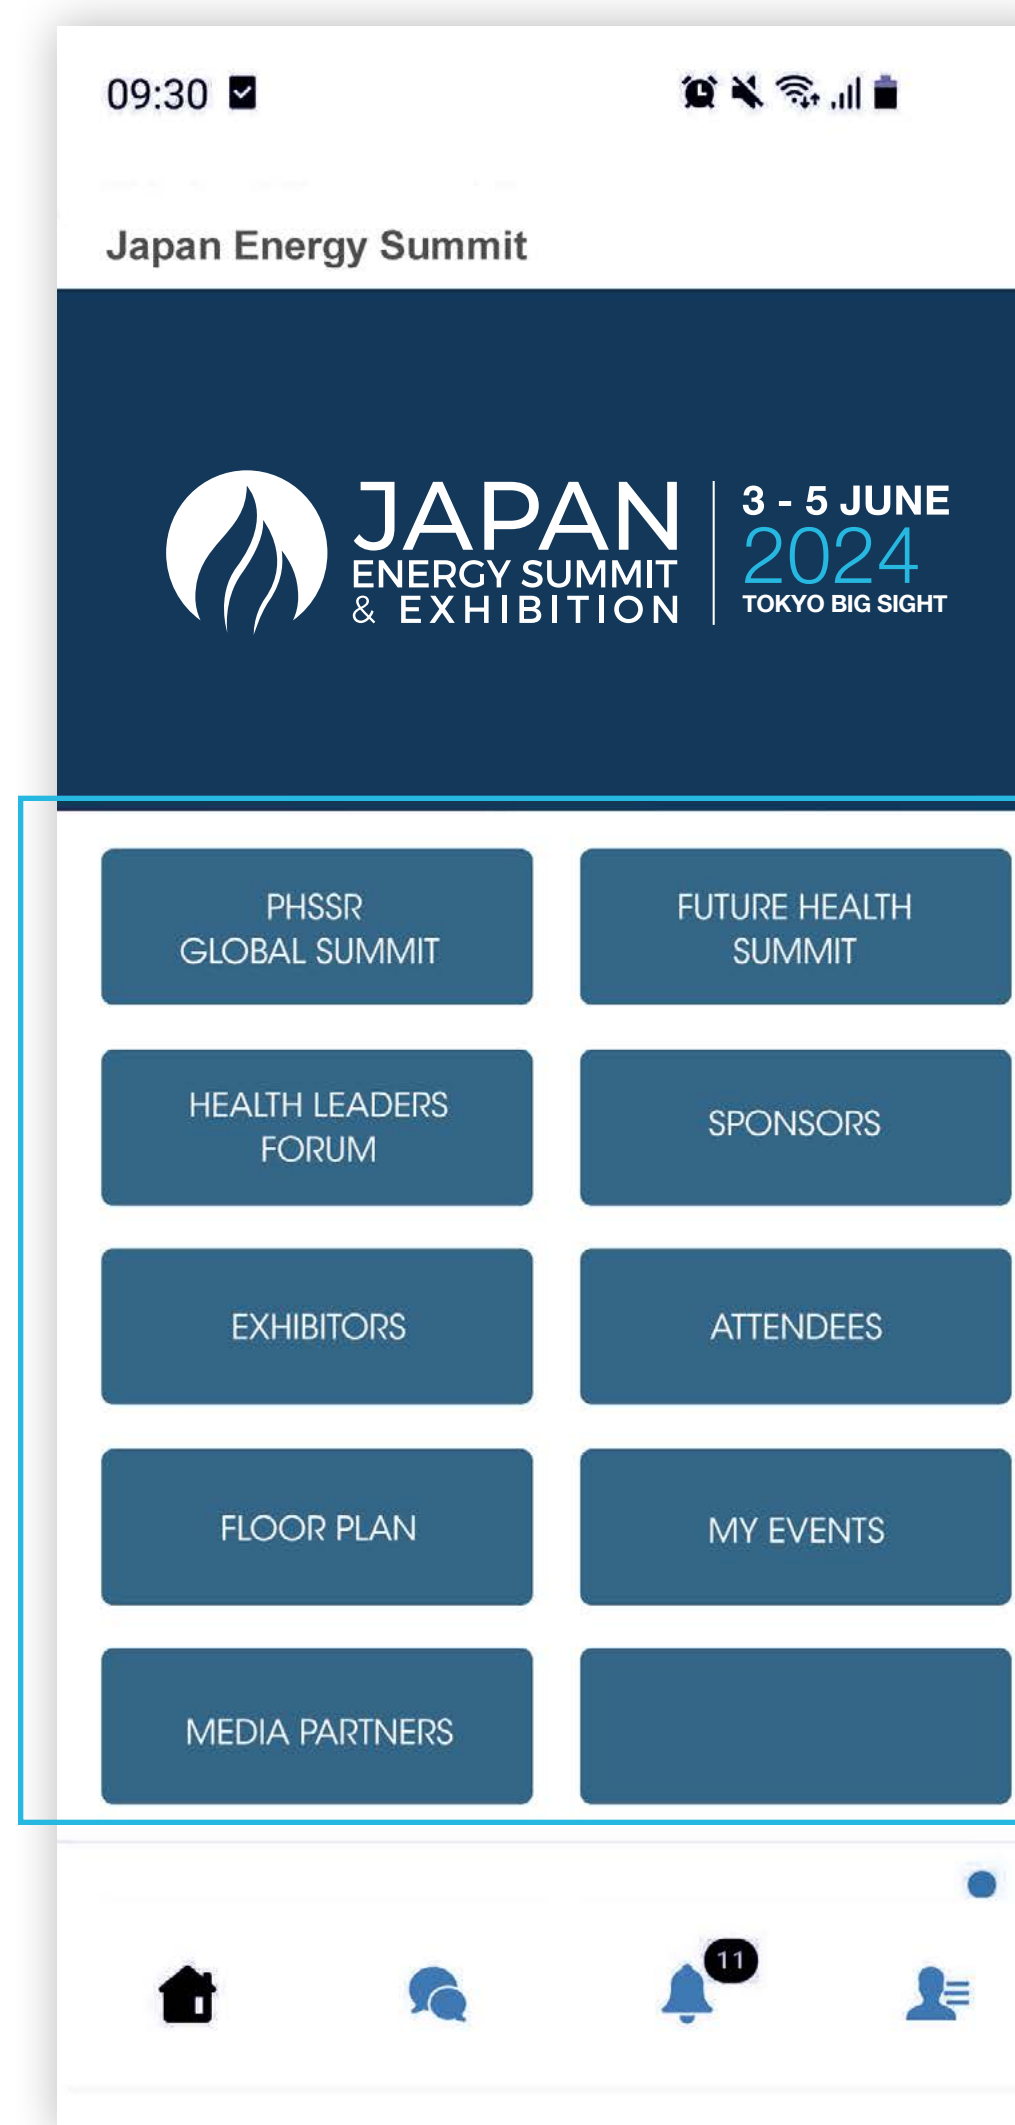 09:30
Japan Energy Summit
JAPAN
ENERGY SUMMIT
& EXHIBITION
3 - 5 JUNE
2024
TOKYO BIG SIGHT
PHSSR
GLOBAL SUMMIT
FUTURE HEALTH
SUMMIT
HEALTH LEADERS
FORUM
SPONSORS
EXHIBITORS
ATTENDEES
FLOOR PLAN
MY EVENTS
MEDIA PARTNERS
11